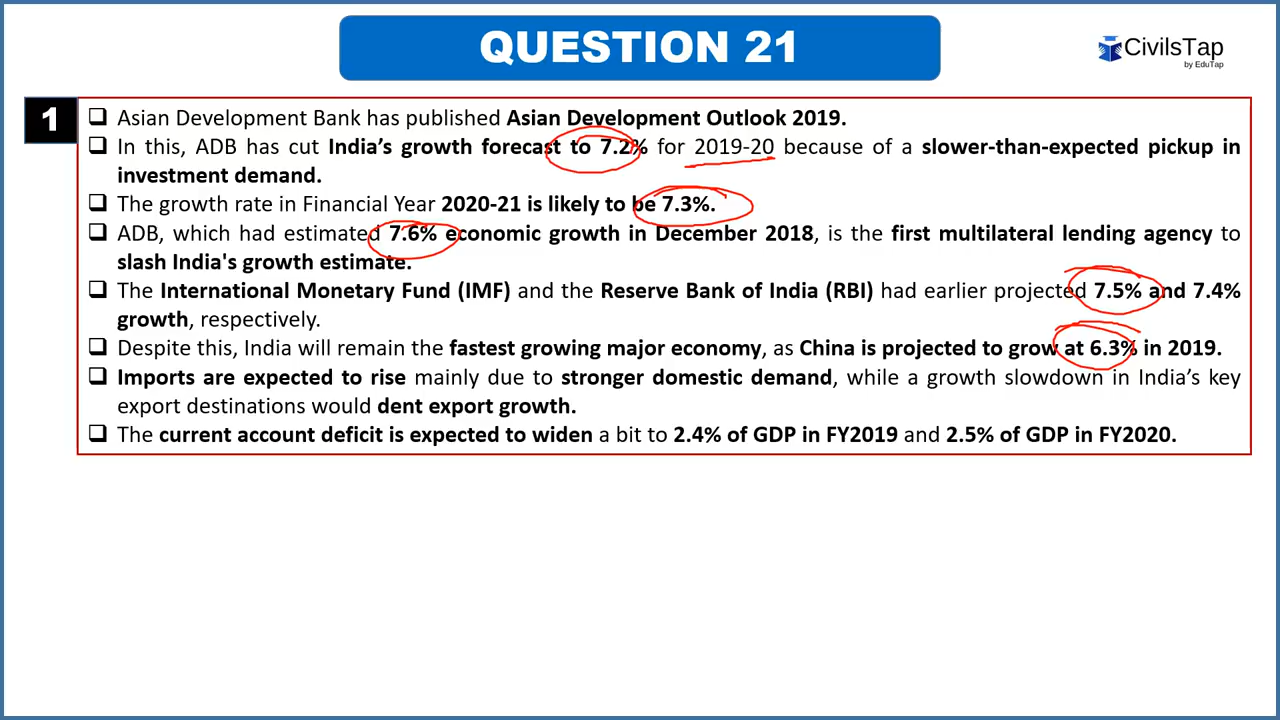 QUESTION 21
CivilsTap
by EduTap
1
❑ Asian Development Bank has published Asian Development Outlook 2019.
❑ In this, ADB has cut India’s growth forecast to 7.2% for 2019-20 because of a slower-than-expected pickup in
investment demand.
❑ The growth rate in Financial Year 2020-21 is likely to be 7.3%.
❑ ADB, which had estimated 7.6% economic growth in December 2018, is the first multilateral lending agency to
slash India's growth estimate.
❑ The International Monetary Fund (IMF) and the Reserve Bank of India (RBI) had earlier projected 7.5% and 7.4%
growth, respectively.
❑ Despite this, India will remain the fastest growing major economy, as China is projected to grow at 6.3% in 2019.
❑ Imports are expected to rise mainly due to stronger domestic demand, while a growth slowdown in India’s key
export destinations would dent export growth.
❑ The current account deficit is expected to widen a bit to 2.4% of GDP in FY2019 and 2.5% of GDP in FY2020.